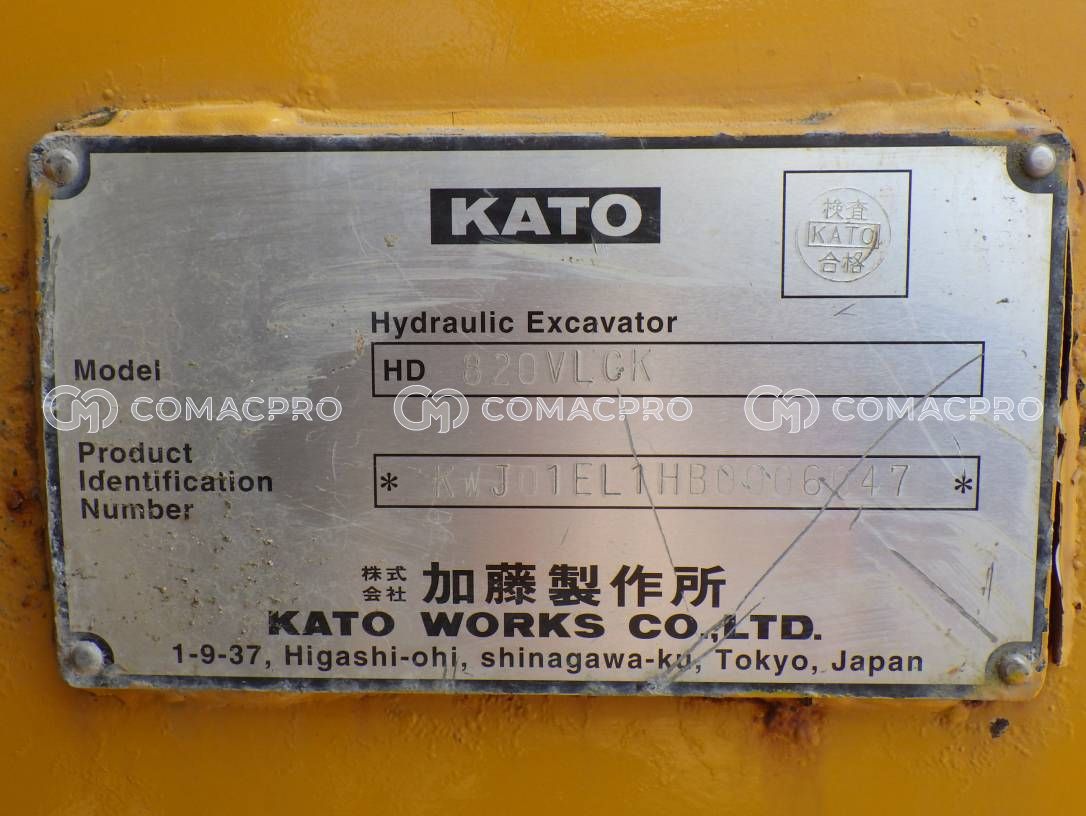 KATO
検査
KATO
合格
Hydraulic Excavator
Model HD 820VLCK
COMACPRO COMACPRO COMACPRO
Product
Identification
Number
* *
株式会社 加藤製作所
KATO WORKS CO.,LTD.
1-9-37, Higashi-ohi, shinagawa-ku, Tokyo, Japan